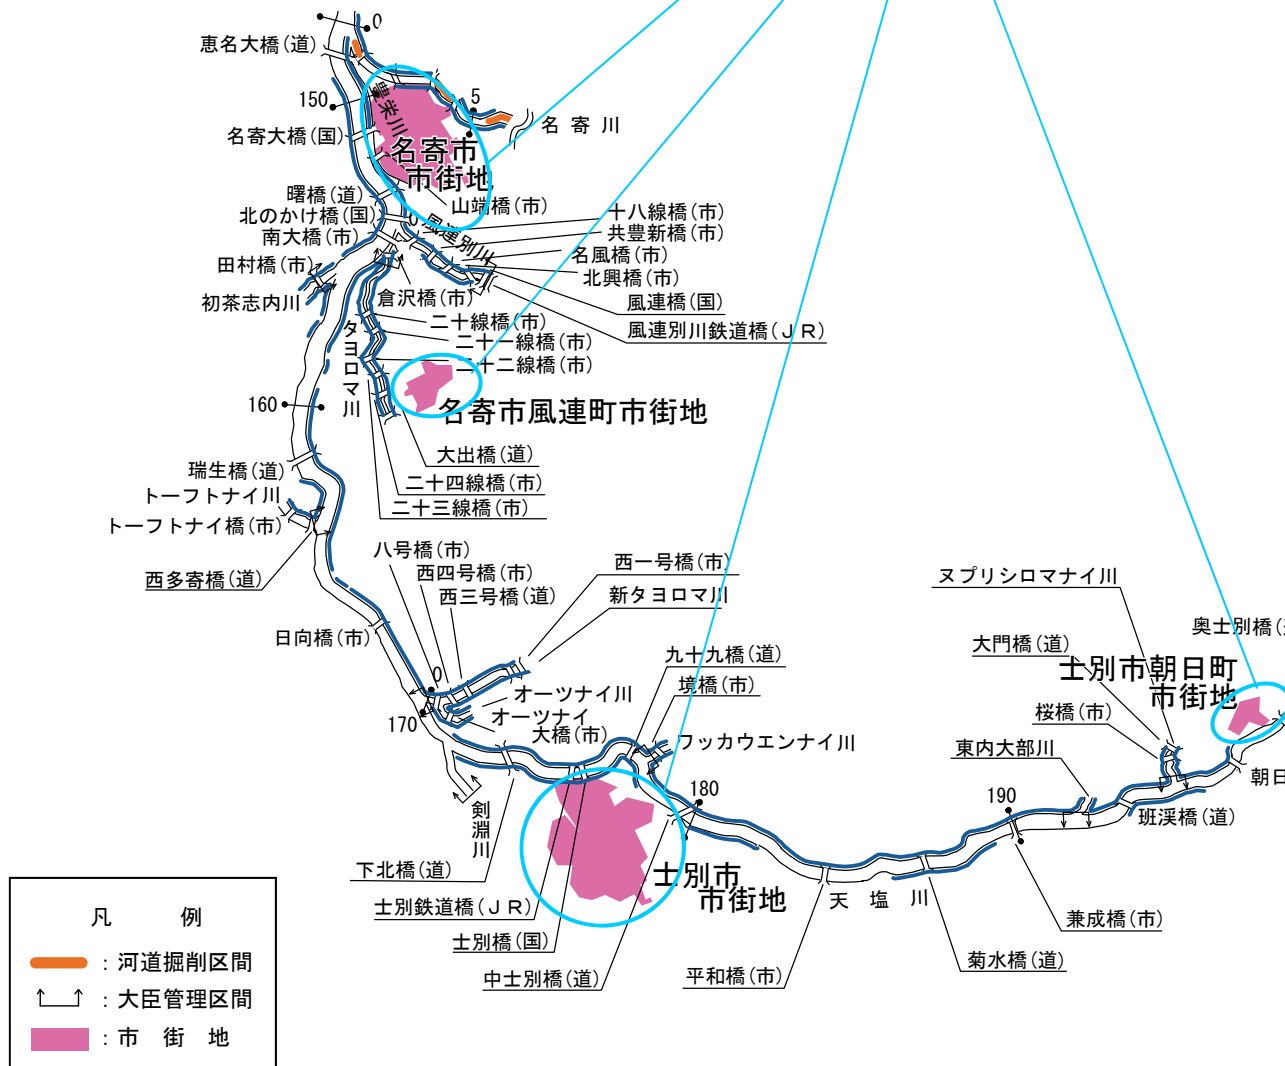 0
恵名大橋(道)
150
豊栄川
5
名寄川
名寄大橋(国)
名寄市
市街地
曙橋(道)
山端橋(市)
北のかけ橋(国)
0
風連別川
十八線橋(市)
南大橋(市)
共豊新橋(市)
名風橋(市)
田村橋(市)
北興橋(市)
初茶志内川
倉沢橋(市)
風連橋(国)
二十線橋(市)
風連別川鉄道橋(JR)
タヨロマ川
二十一線橋(市)
二十二線橋(市)
160
名寄市風連町市街地
大出橋(道)
瑞生橋(道)
二十四線橋(市)
トーフトナイ川
二十三線橋(市)
トーフトナイ橋(市)
八号橋(市)
西一号橋(市)
西四号橋(市)
西多寄橋(道)
西三号橋(道)
新タヨロマ川
ヌプリシロマナイ川
日向橋(市)
奥士別橋(
大門橋(道)
九十九橋(道)
士別市朝日町
市街地
0
境橋(市)
オーツナイ川
170
オーツナイ
大橋(市)
桜橋(市)
ワッカウエンナイ川
東内大部川
朝日
180
190
剣淵川
班渓橋(道)
下北橋(道)
士別市
市街地
天塩川
士別鉄道橋(JR)
兼成橋(市)
士別橋(国)
菊水橋(道)
中士別橋(道)
平和橋(市)
凡 例
:河道掘削区間
:大臣管理区間
:市 街 地